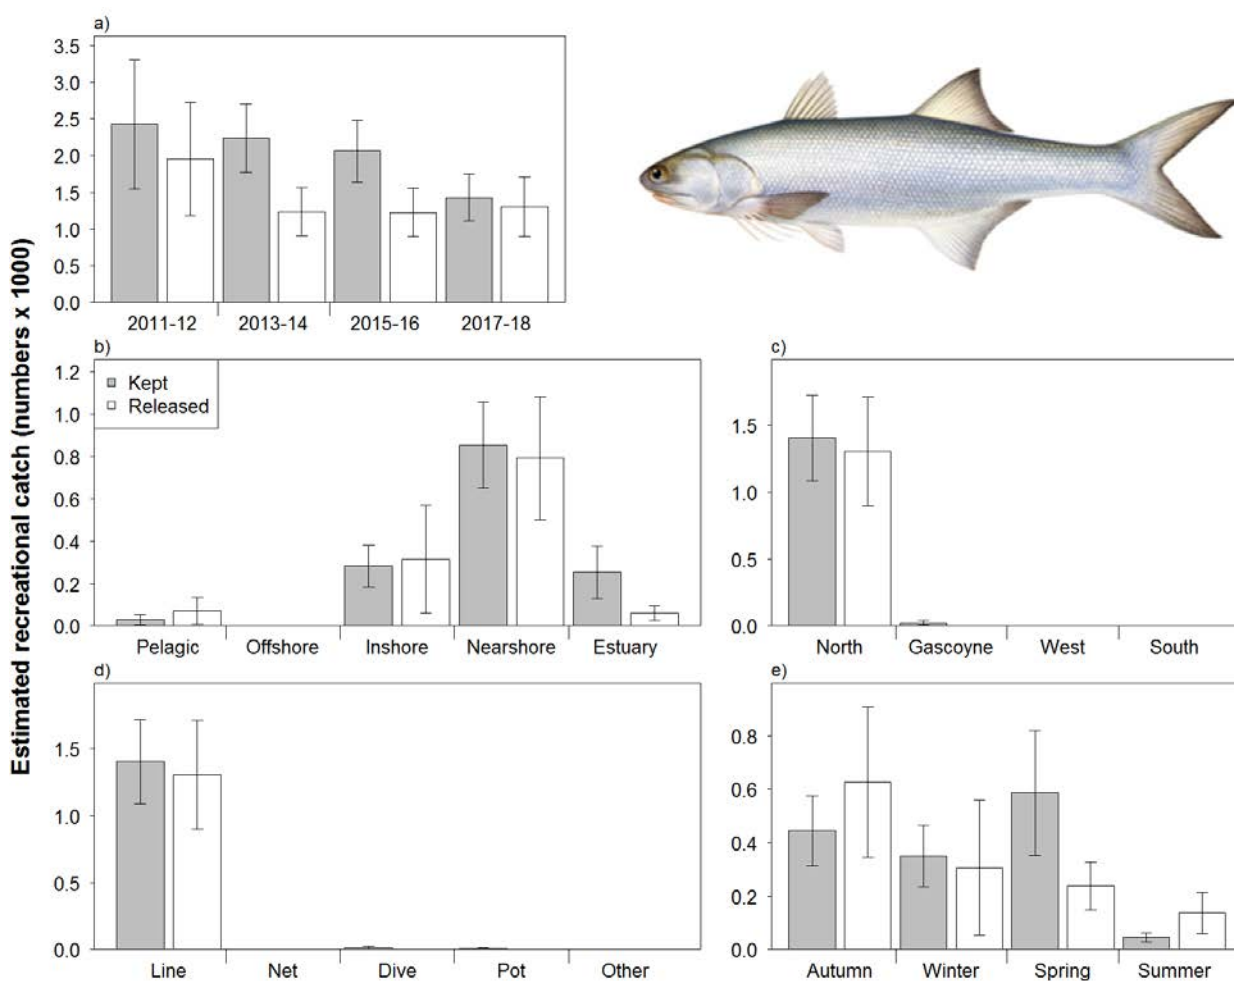 Estimated recreational catch (numbers x 1000)
a)
3.5
3.0
2.5
2.0
1.5
1.0
0.5
0.0
2011-12 2013-14 2015-16 2017-18
b)
Kept
Released
1.2
1.0
0.8
0.6
0.4
0.2
0.0
Pelagic Offshore Inshore Nearshore Estuary
c)
1.5
1.0
0.5
0.0
North Gascoyne West South
d)
1.5
1.0
0.5
0.0
Line Net Dive Pot Other
e)
0.8
0.6
0.4
0.2
0.0
Autumn Winter Spring Summer